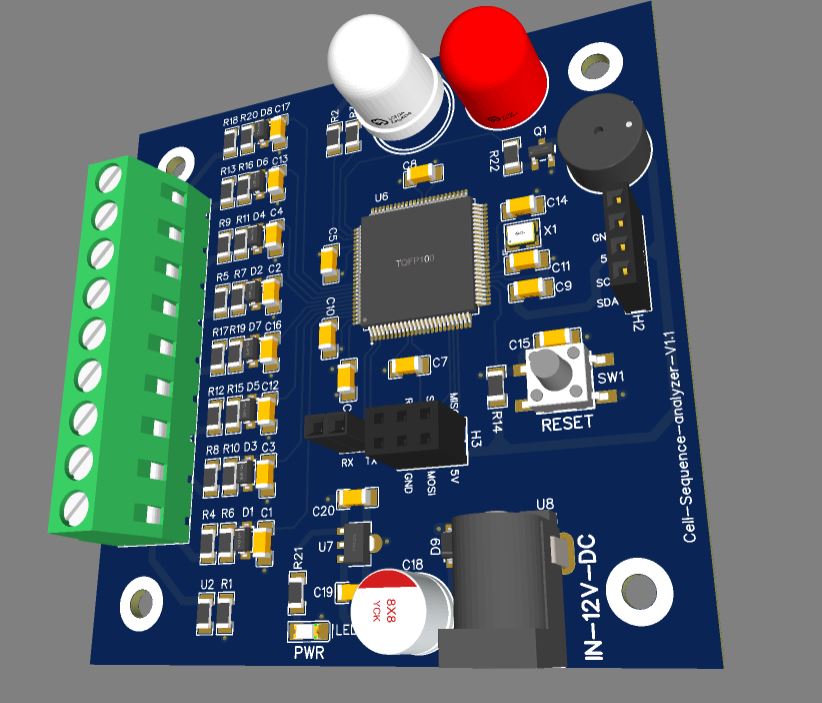 R18 R20 D8 C17
R2
Q1
R22
R13 R16 D6 C13
C8
U6
C14
X1
R9 R11 D4 C4
C5
TQFP100
C11
C9
GN
5
SC
SDA
H2
R5 R7 D2 C2
R17 R19 D7 C16
C10
C7
C15
SW1
R14
RESET
R12 R15 D5 C12
H3
RX TX
GND
MOSI
5V
R8 R10 D3 C3
Cell-Sequence-analyzer-V1.1
C20
R4 R6 D1 C1
U7
D9
U8
IN-12V-DC
U2 R1
R21
C19
C18
8X8
YCK
LED
PWR